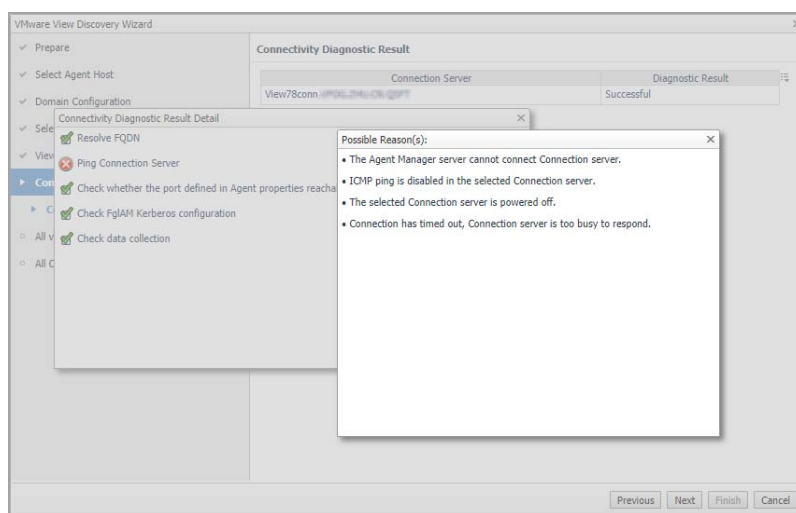 VMware View Discovery Wizard
Prepare
Select Agent Host
Domain Configuration
Sele
View
Con
C
All v
All C
Connectivity Diagnostic Result
Connection Server Diagnostic Result
View78conn Successful
Connectivity Diagnostic Result Detail
Resolve FQDN
Ping Connection Server
Check whether the port defined in Agent properties reacha
Check FglAM Kerberos configuration
Check data collection
Possible Reason(s):
• The Agent Manager server cannot connect Connection server.
• ICMP ping is disabled in the selected Connection server.
• The selected Connection server is powered off.
• Connection has timed out, Connection server is too busy to respond.
Previous Next Finish Cancel